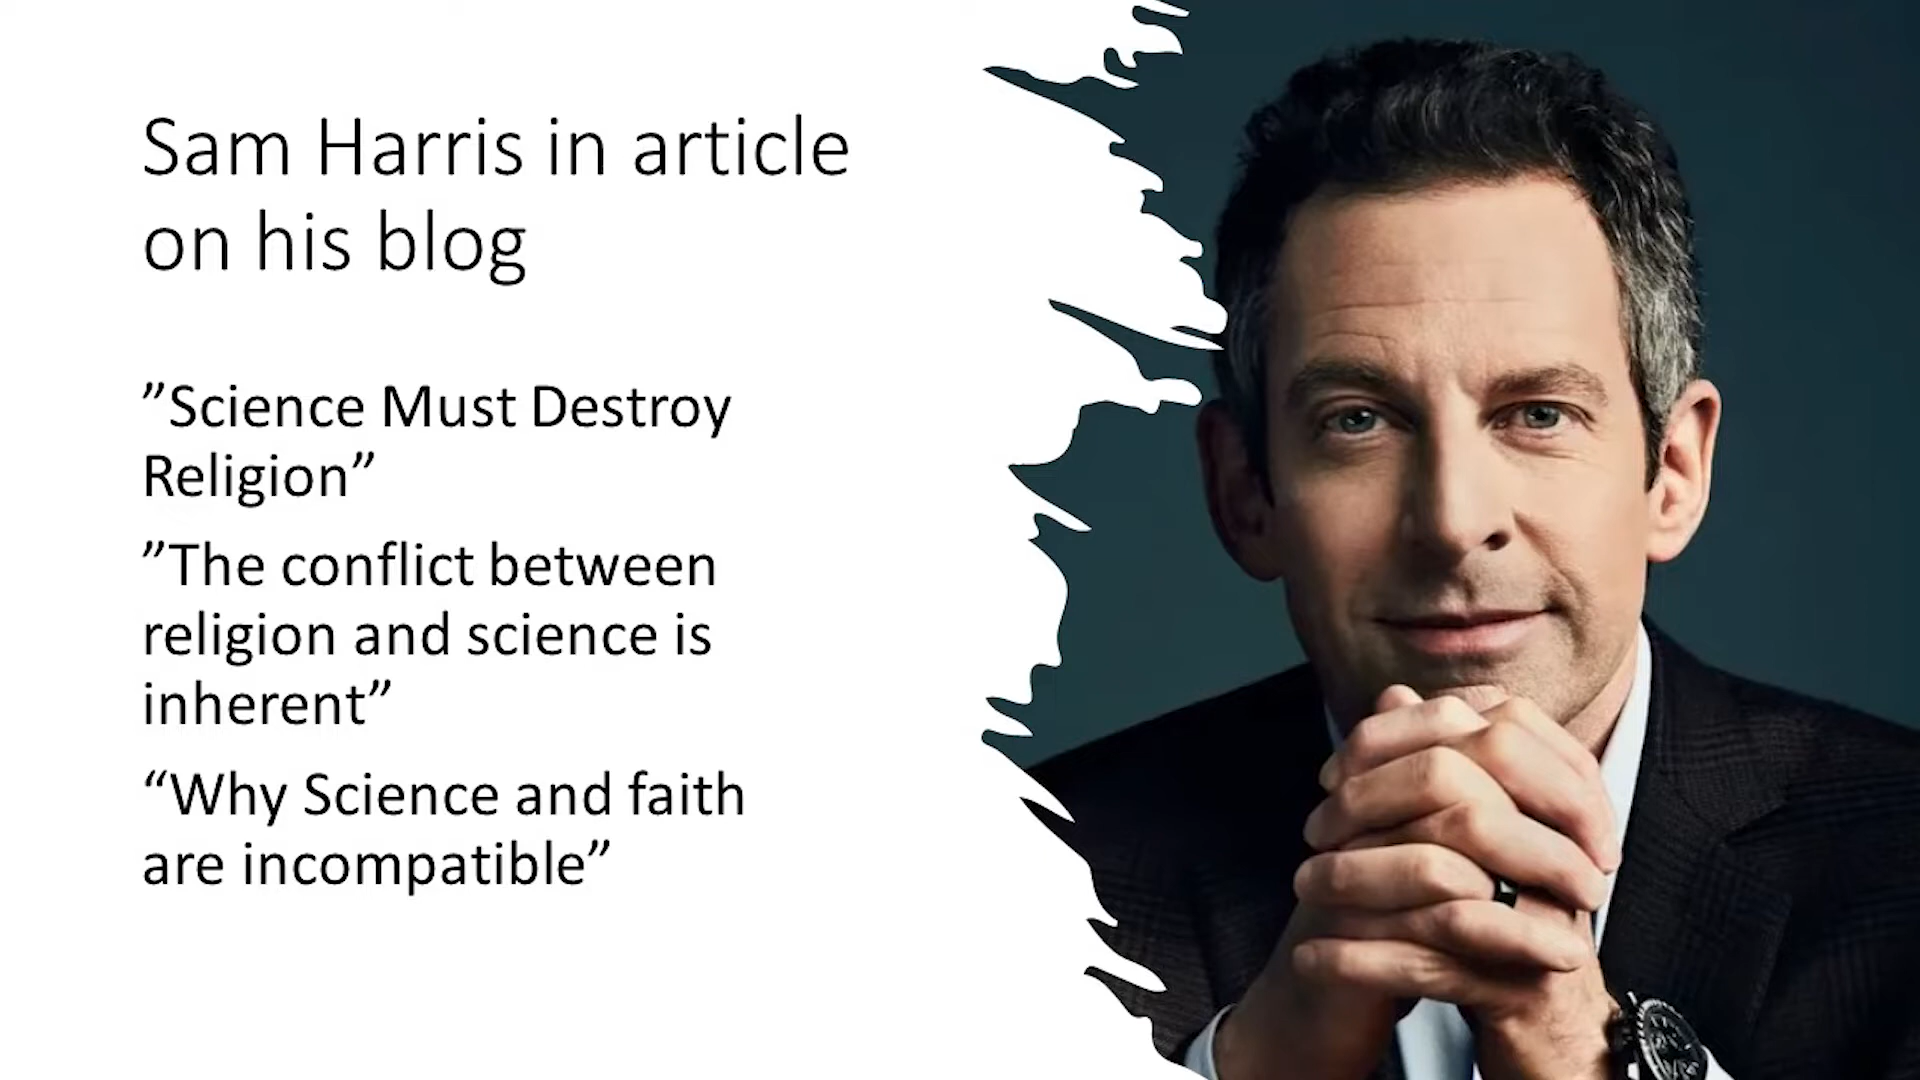 Sam Harris in article
on his blog
”Science Must Destroy
Religion”
”The conflict between
religion and science is
inherent”
“Why Science and faith
are incompatible”